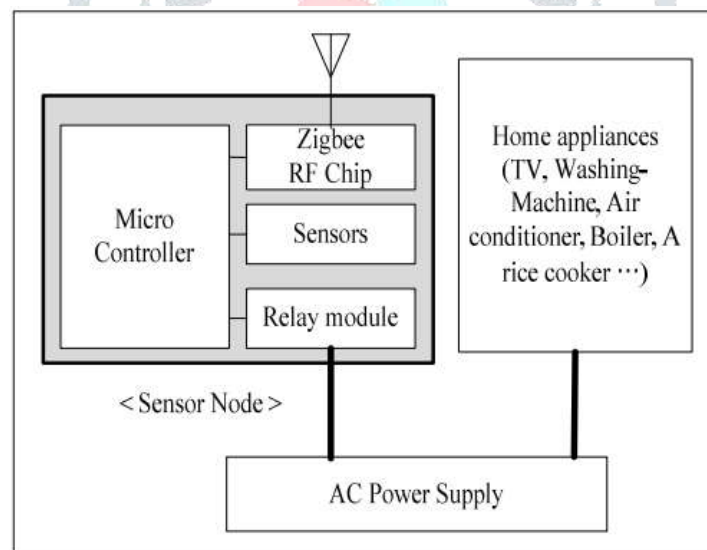 Zigbee
RF Chip
Micro
Controller
Sensors
Relay module
< Sensor Node >
Home appliances
(TV, Washing-
Machine, Air
conditioner, Boiler, A
rice cooker ⋯)
AC Power Supply